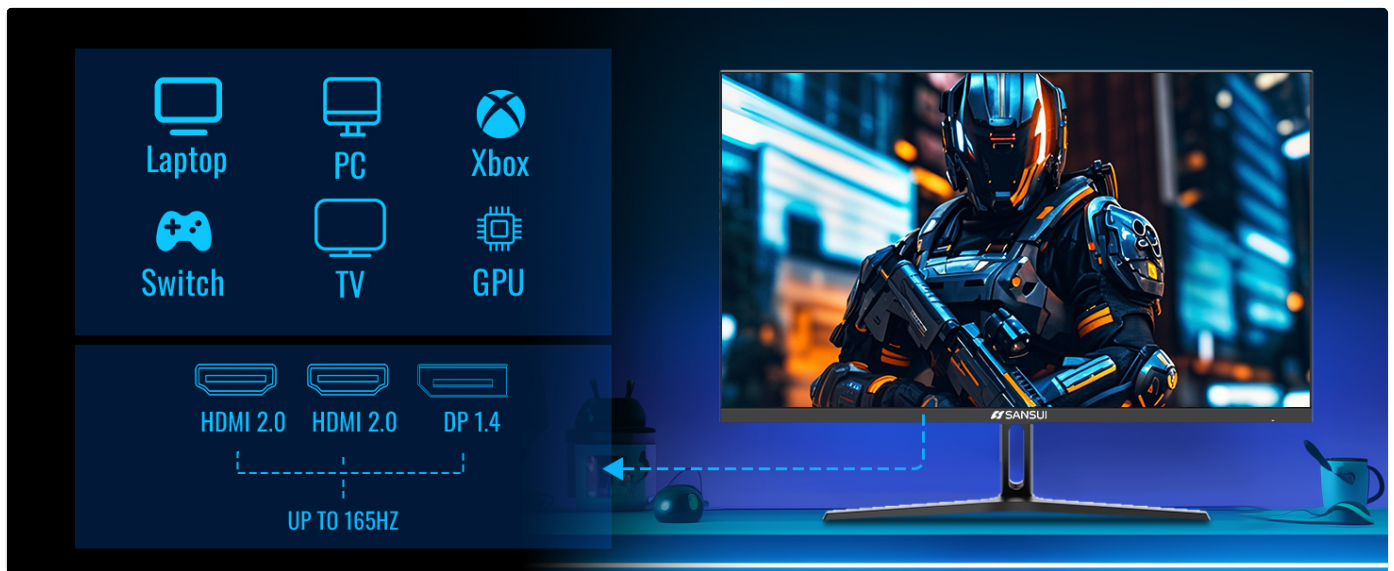 Laptop
PC
Xbox
Switch
TV
GPU
HDMI 2.0
HDMI 2.0
DP 1.4
UP TO 165HZ
SANSUI